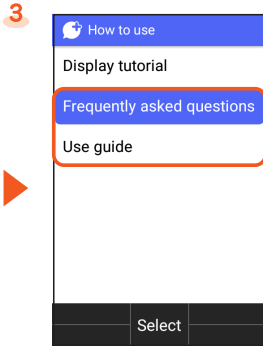 3
How to use
Display tutorial
Frequently asked questions
Use guide
Select